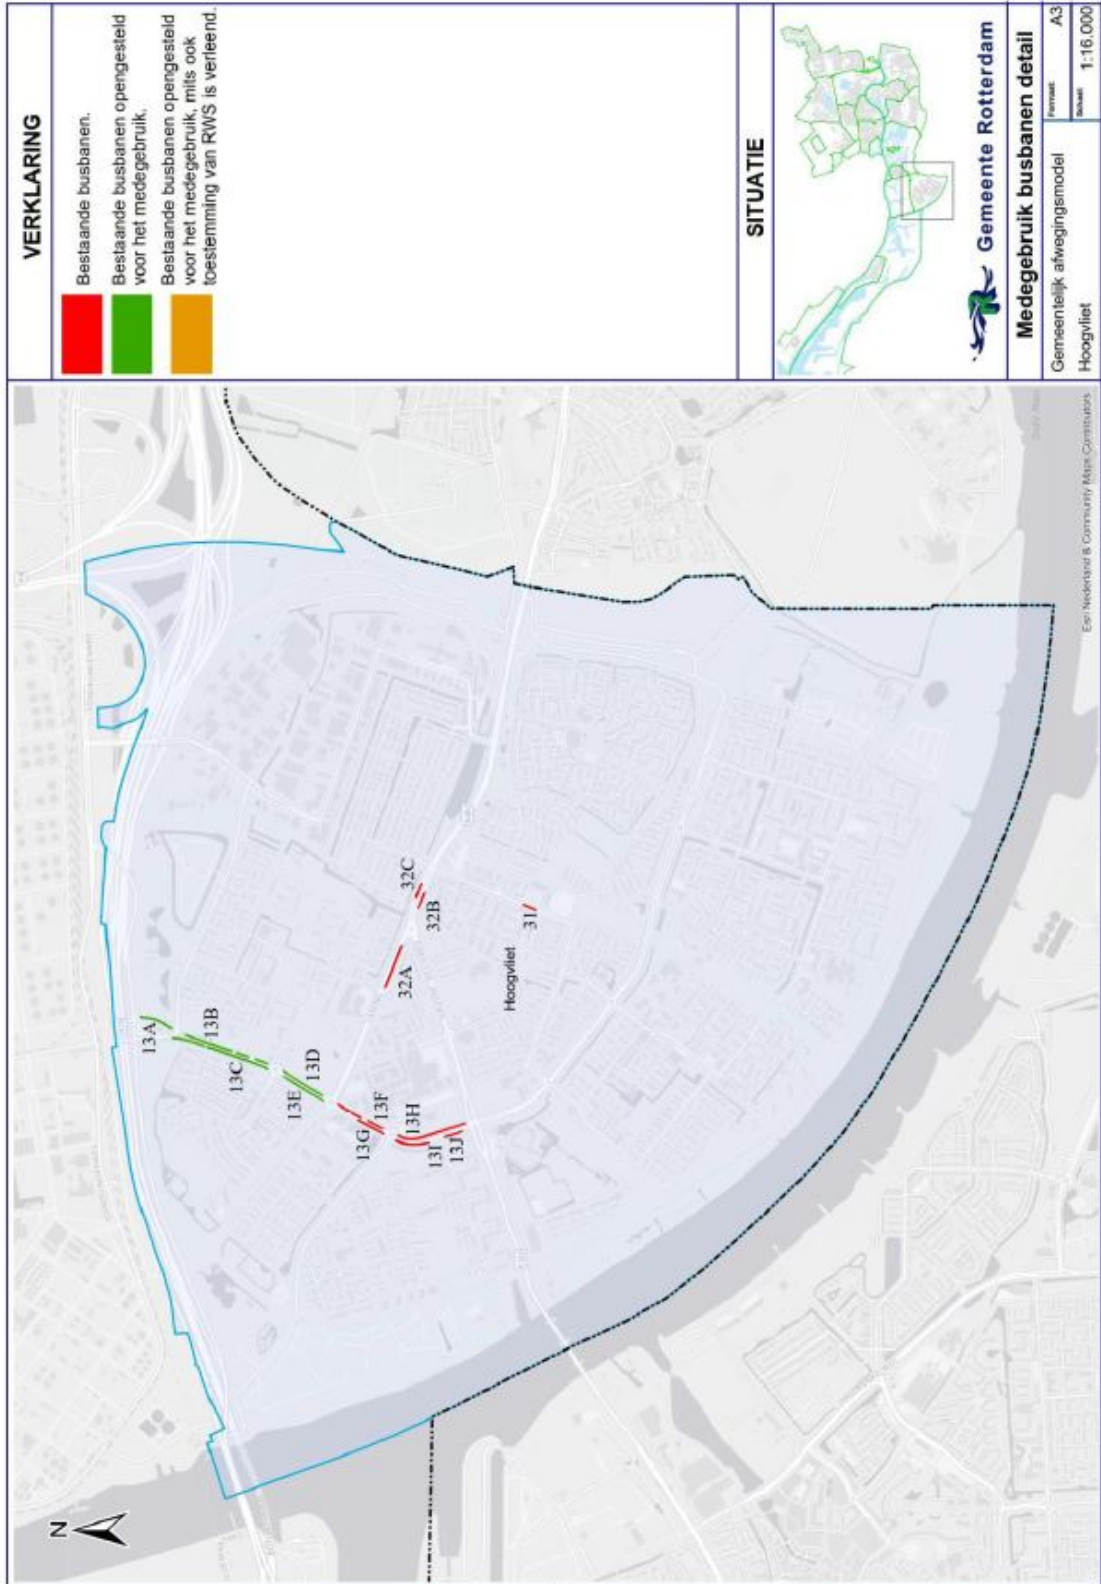 VERKLARING
Bestaande busbanen.
Bestaande busbanen opengesteld
voor het medegebruik.
Bestaande busbanen opengesteld
voor het medegebruik, mits ook
toestemming van RWS is verleend.
SITUATIE
Gemeente Rotterdam
Medegebruik busbanen detail
Gemeentelijk afwegingsmodel
Hoogvliet
Formaat:
A3
Schaal:
1:16.000
N
13A
13B
13C
13D
13E
13F
13G
13H
13I
13J
32A
32B
32C
31
Hoogvliet
Esri Nederland & Community Maps Contributors